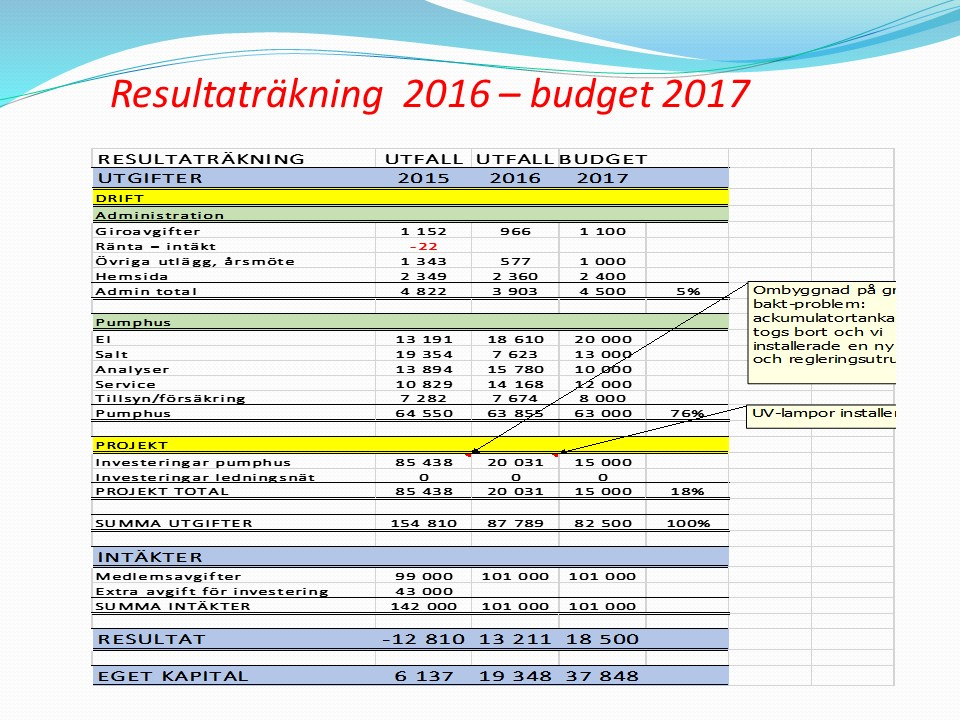 Resultaträkning 2016 – budget 2017
RESULTATRÄKNING UTFALL UTFALL BUDGET
UTGIFTER 2015 2016 2017
DRIFT
Administration
Giroavgifter 1 152 966 1 100
Ränta – intäkt -22
Övriga utlägg, årsmöte 1 343 577 1 000
Hemsida 2 349 2 360 2 400
Admin total 4 822 3 903 4 500 5%
Pumphus
El 13 191 18 610 20 000
Salt 19 354 7 623 13 000
Analyser 13 894 15 780 10 000
Service 10 829 14 168 12 000
Tillsyn/försäkring 7 282 7 674 8 000
Pumphus 64 550 63 855 63 000 76%
PROJEKT
Investeringar pumphus 85 438 20 031 15 000
Investeringar ledningsnät 0 0 0
PROJEKT TOTAL 85 438 20 031 15 000 18%
SUMMA UTGIFTER 154 810 87 789 82 500 100%
INTÄKTER
Medlemsavgifter 99 000 101 000 101 000
Extra avgift för investering 43 000
SUMMA INTÄKTER 142 000 101 000 101 000
RESULTAT -12 810 13 211 18 500
EGET KAPITAL 6 137 19 348 37 848
Ombyggnad på gr
bakt-problem:
ackumulatortanka
togs bort och vi
installerade en ny
och regleringsutru
UV-lampor installe